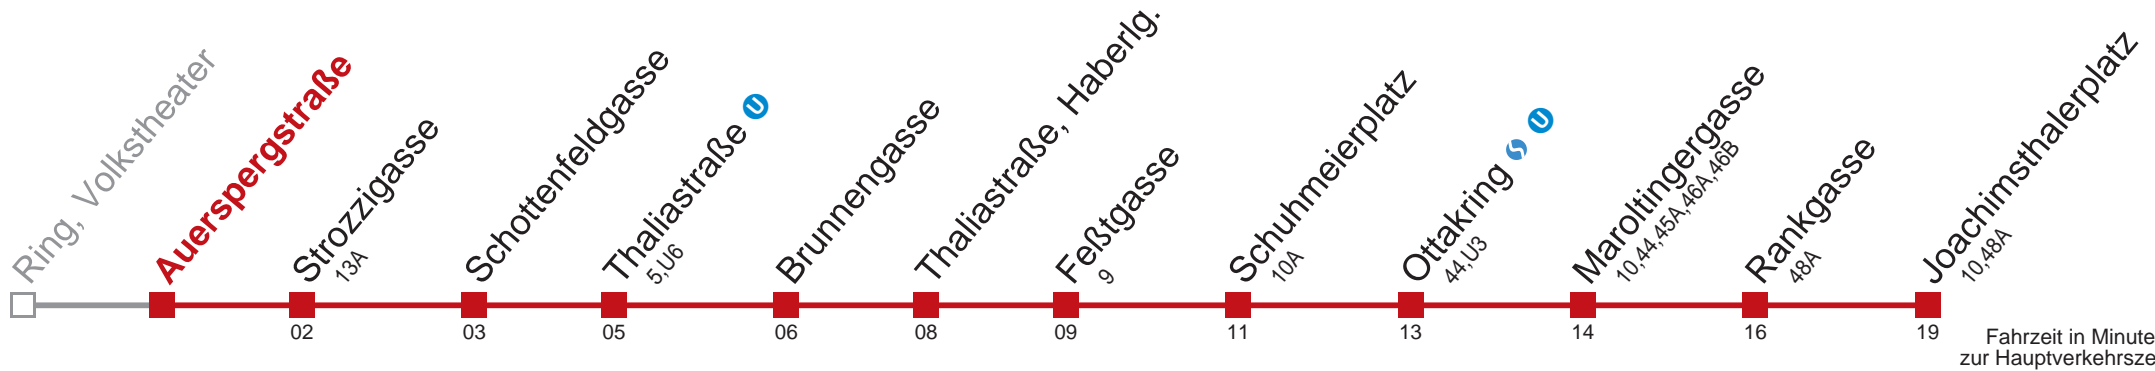 Ring, Volkstheater
Auerspergstraße
Strozzigasse
13A
Schottenfeldgasse
Thaliastraße U
5,U6
Brunnengasse
Thaliastraße, Haberlg.
Feßtgasse
9
Schuhmeierplatz
10A
Ottakring S U
44,U3
Maroltingergasse
10,44,45A,46A,46B
Rankgasse
48A
Joachimsthalerplatz
10,48A
02 03 05 06 08 09 11 13 14 16 19
Fahrzeit in Minute
zur Hauptverkehrsze